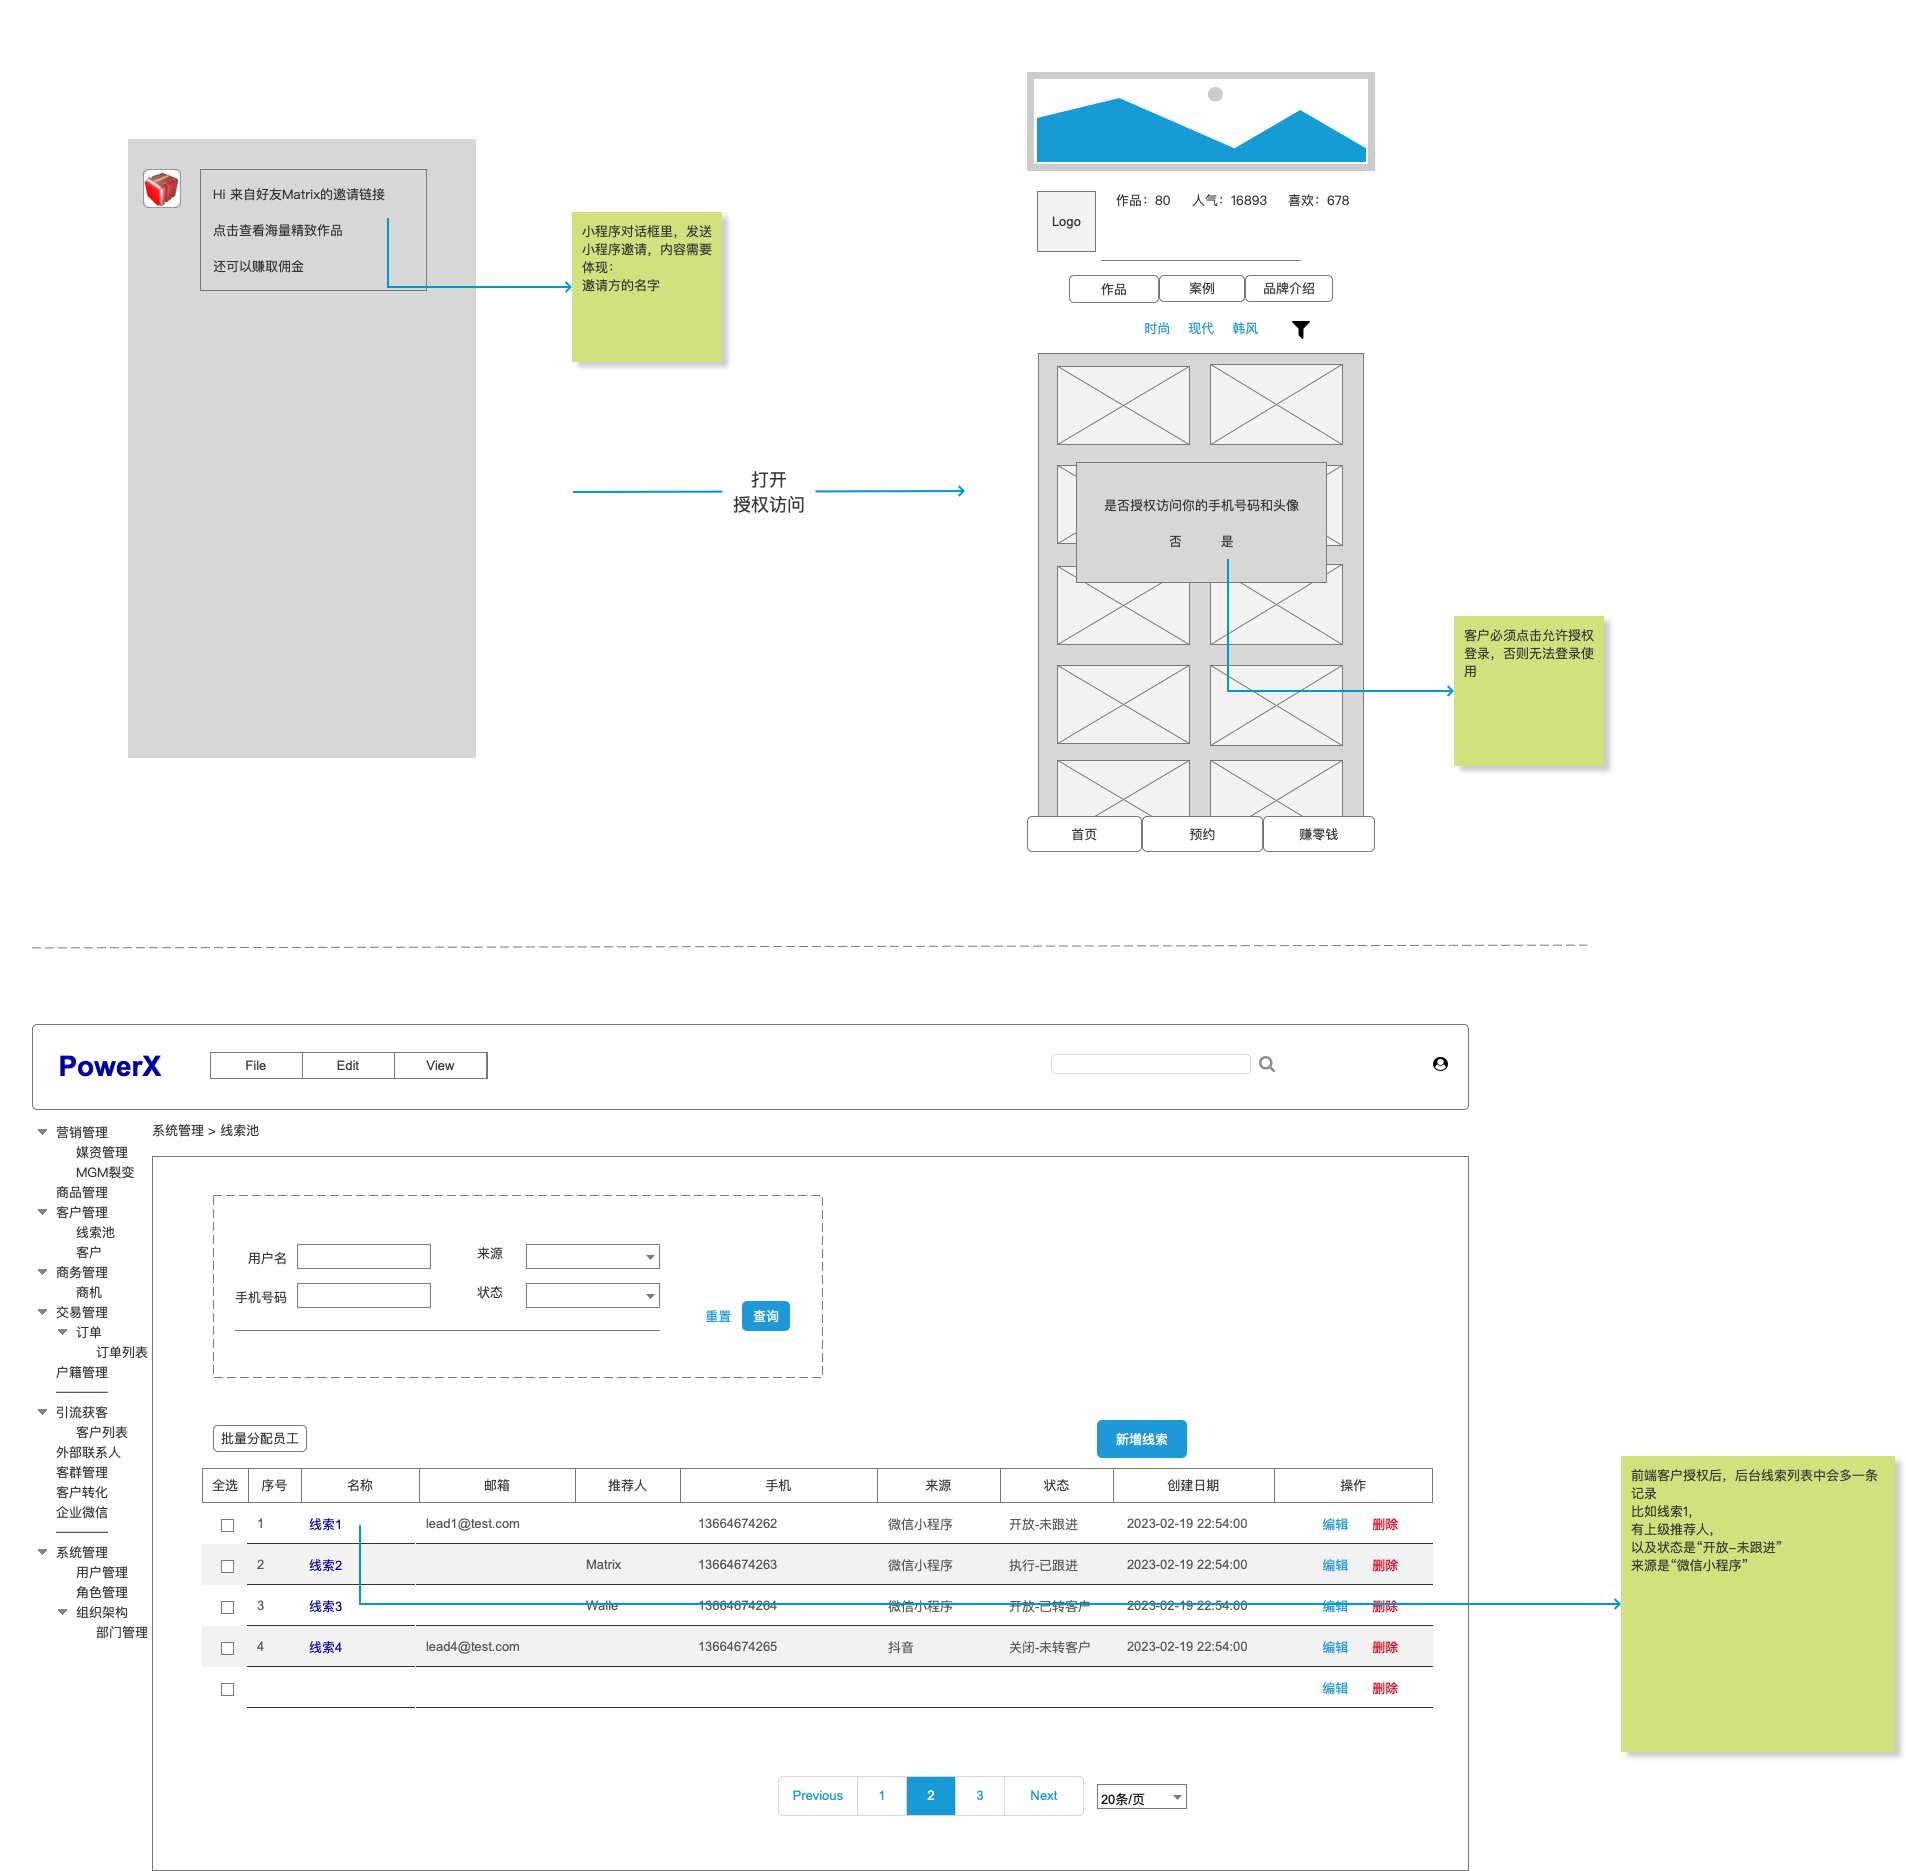 Hi 来自好友Matrix的邀请链接
点击查看海量精致作品
还可以赚取佣金
小程序对话框里，发送
小程序邀请，内容需要
体现：
邀请方的名字
打开
授权访问
Logo
作品：80 人气：16893 喜欢：678
作品 案例 品牌介绍
时尚 现代 韩风
是否授权访问你的手机号码和头像
否 是
首页 预约 赚零钱
客户必须点击允许授权
登录，否则无法登录使
用
PowerX
File Edit View
系统管理 > 线索池
营销管理
媒资管理
MGM裂变
商品管理
客户管理
线索池
客户
商务管理
商机
交易管理
订单
订单列表
户籍管理
引流获客
客户列表
外部联系人
客群管理
客户转化
企业微信
系统管理
用户管理
角色管理
组织架构
部门管理
用户名 来源
手机号码 状态
重置 查询
批量分配员工 新增线索
全选 序号 名称 邮箱 推荐人 手机 来源 状态 创建日期 操作
1 线索1 lead1@test.com 13664674262 微信小程序 开放-未跟进 2023-02-19 22:54:00 编辑 删除
2 线索2 Matrix 13664674263 微信小程序 执行-已跟进 2023-02-19 22:54:00 编辑 删除
3 线索3 Walle 13664674264 微信小程序 开放-已转客户 2023-02-19 22:54:00 编辑 删除
4 线索4 lead4@test.com 13664674265 抖音 关闭-未转客户 2023-02-19 22:54:00 编辑 删除
编辑 删除
Previous 1 2 3 Next 20条/页
前端客户授权后，后台线索列表中会多一条
记录
比如线索1，
有上级推荐人，
以及状态是“开放-未跟进”
来源是“微信小程序”